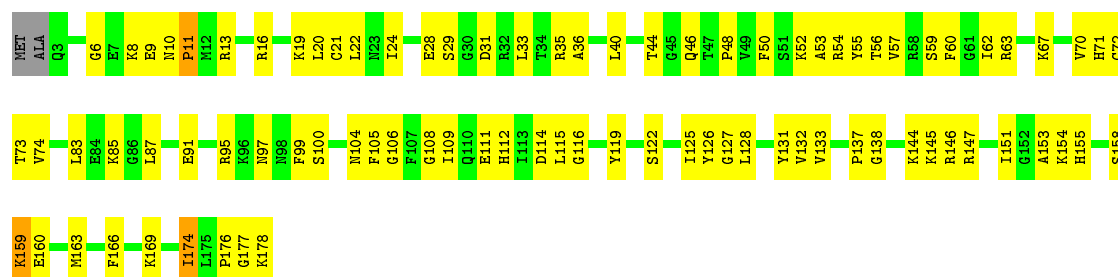 MET ALA Q3 G6 E7 K8 E9 N10 P11 M12 R13 R16 K19 L20 C21 L22 N23 I24 E28 S29 G30 D31 R32 L33 T34 R35 A36 L40 T44 G45 Q46 T47 P48 V49 F50 S51 K52 A53 R54 Y55 T56 V57 R58 S59 F60 G61 I62 R63 K67 V70 H71
T73 V74 L83 E84 K85 G86 L87 E91 R95 K96 N97 N98 F99 S100 N104 F105 G106 F107 G108 I109 Q110 E111 H112 I113 D114 L115 G116 Y119 S122 I125 Y126 G127 L128 Y131 V132 V133 P137 G138 K144 K145 R146 R147 I151 G152 A153 K154 H155 S158
K159 E160 M163 F166 K169 I174 L175 P176 G177 K178